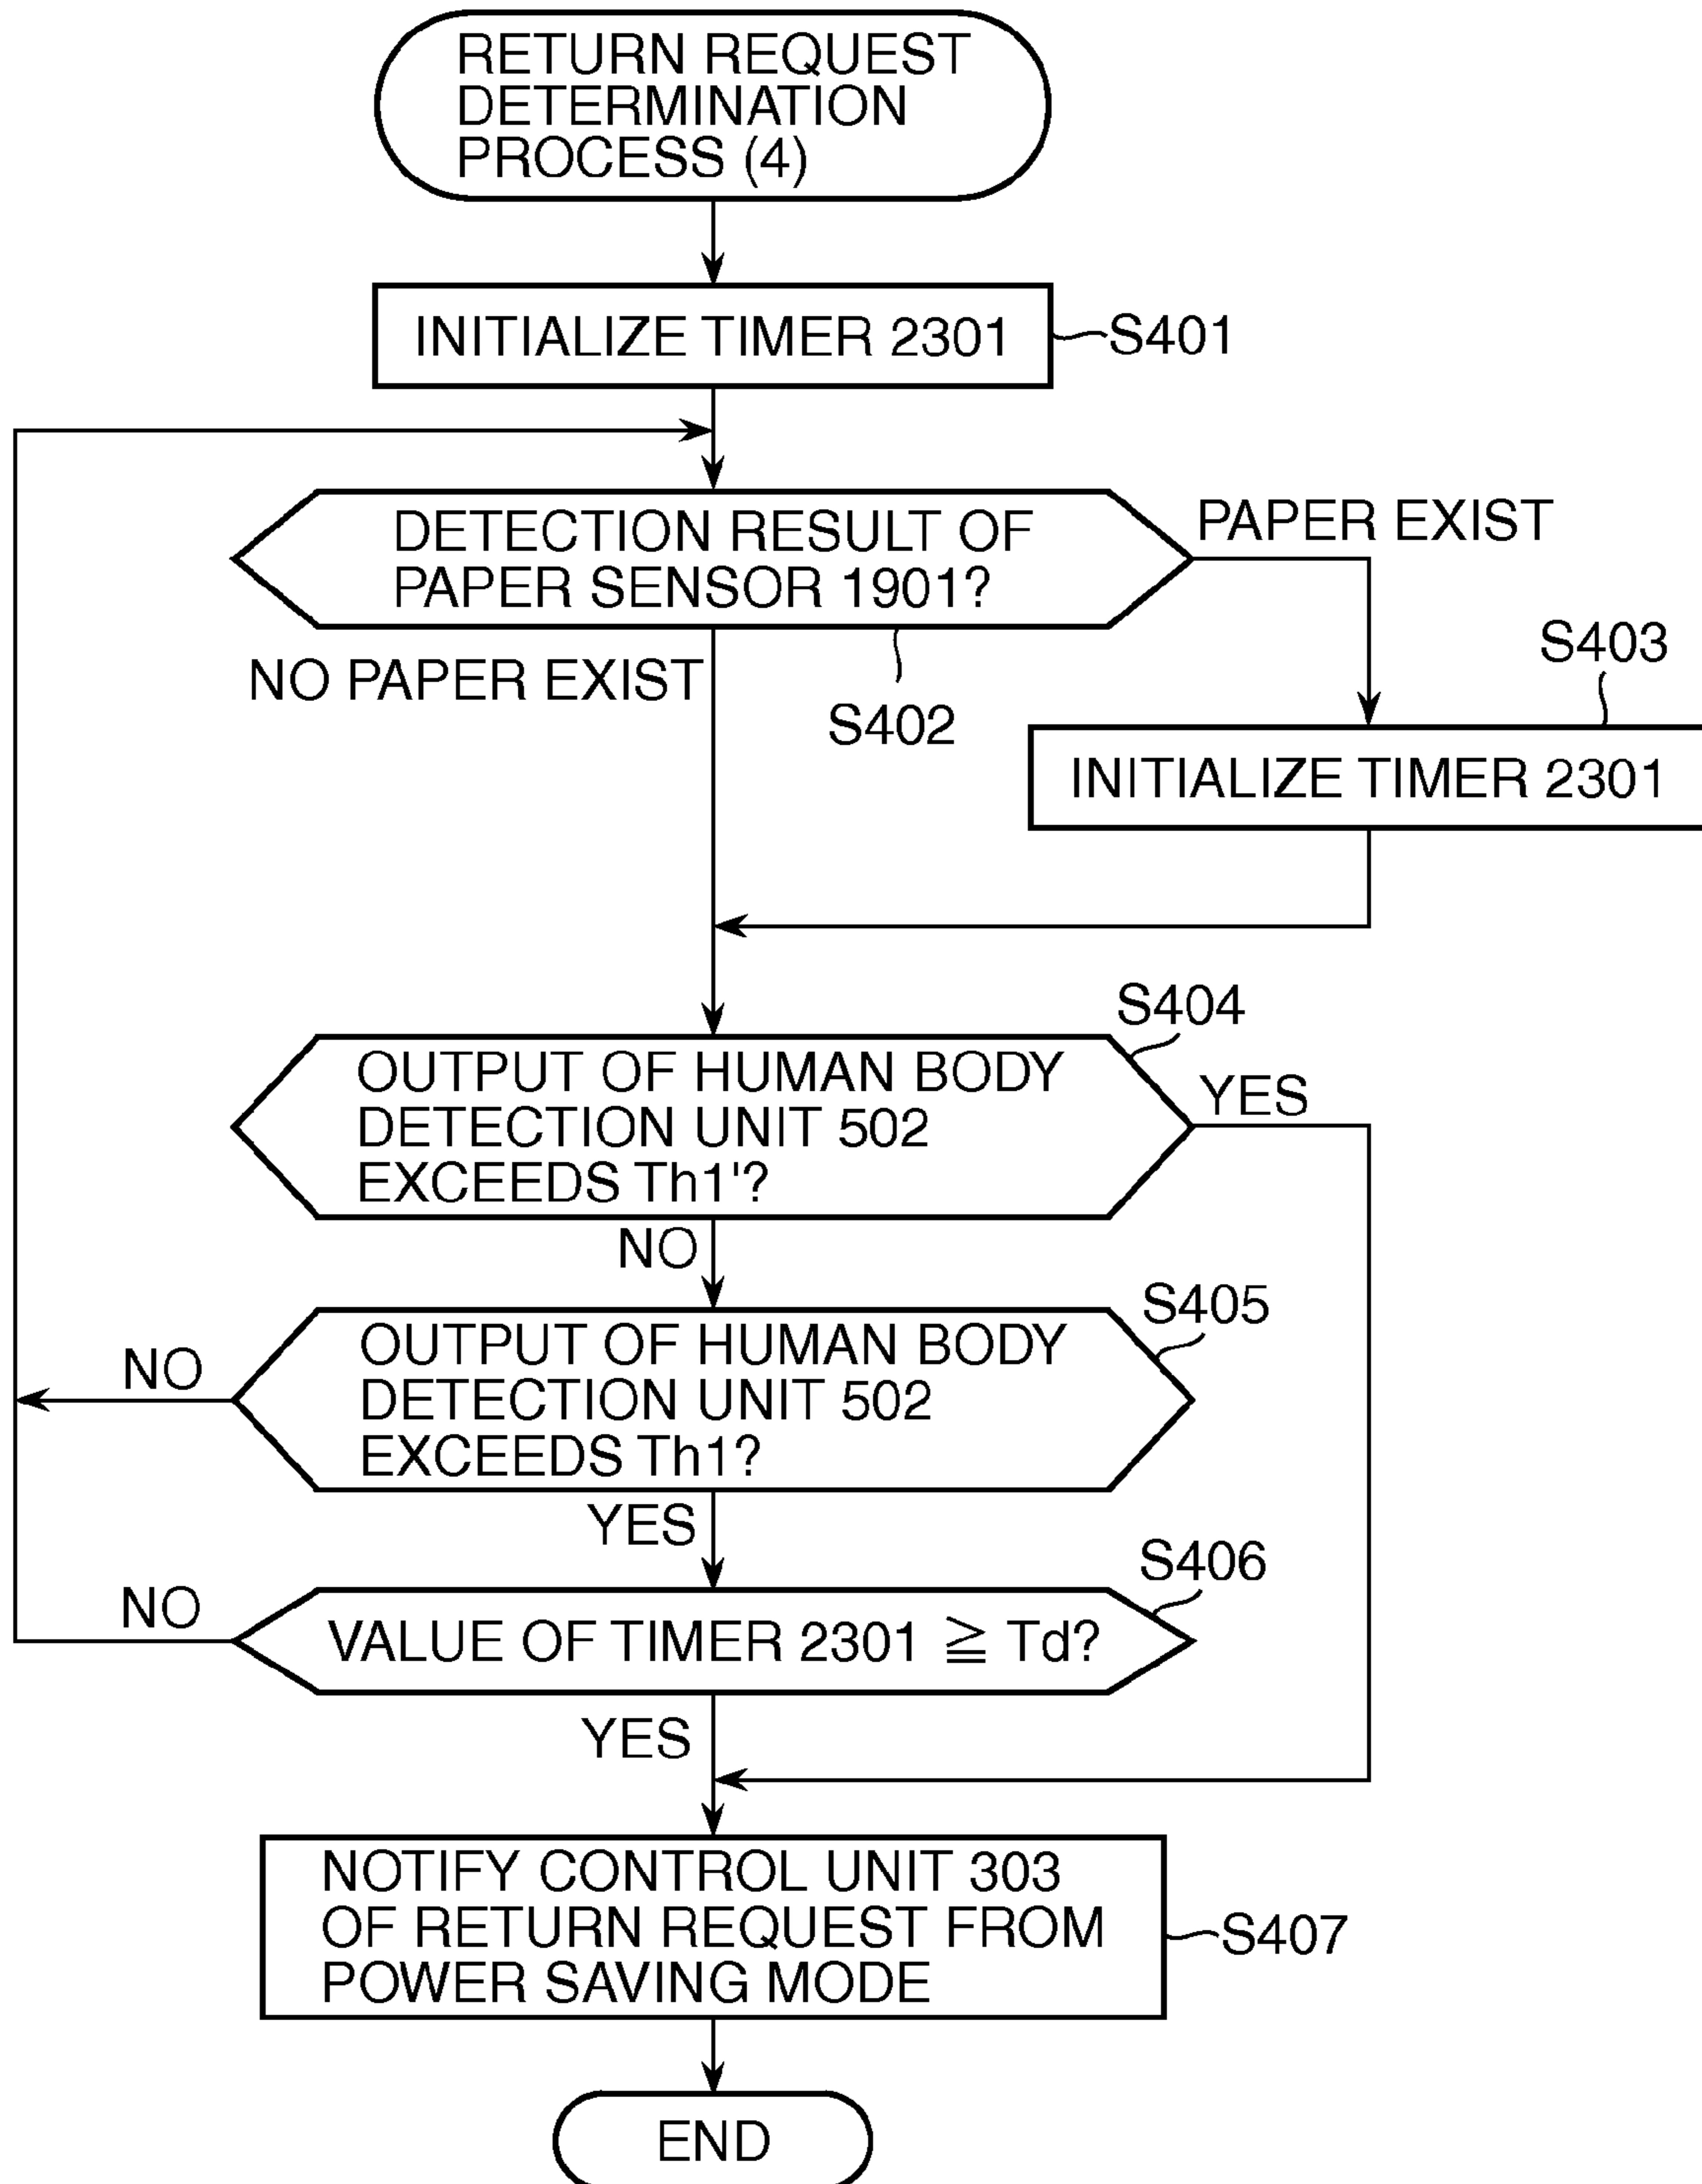 RETURN REQUEST
DETERMINATION
PROCESS (4)
INITIALIZE TIMER 2301
S401
DETECTION RESULT OF
PAPER SENSOR 1901?
PAPER EXIST
NO PAPER EXIST
S402
S403
INITIALIZE TIMER 2301
S404
OUTPUT OF HUMAN BODY
DETECTION UNIT 502
EXCEEDS Th1'?
YES
NO
S405
OUTPUT OF HUMAN BODY
DETECTION UNIT 502
EXCEEDS Th1?
NO
YES
S406
VALUE OF TIMER 2301 ≧ Td?
NO
YES
NOTIFY CONTROL UNIT 303
OF RETURN REQUEST FROM
POWER SAVING MODE
S407
END